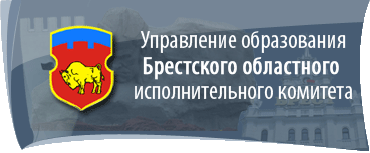 Управление образования
Брестского областного
исполнительного комитета